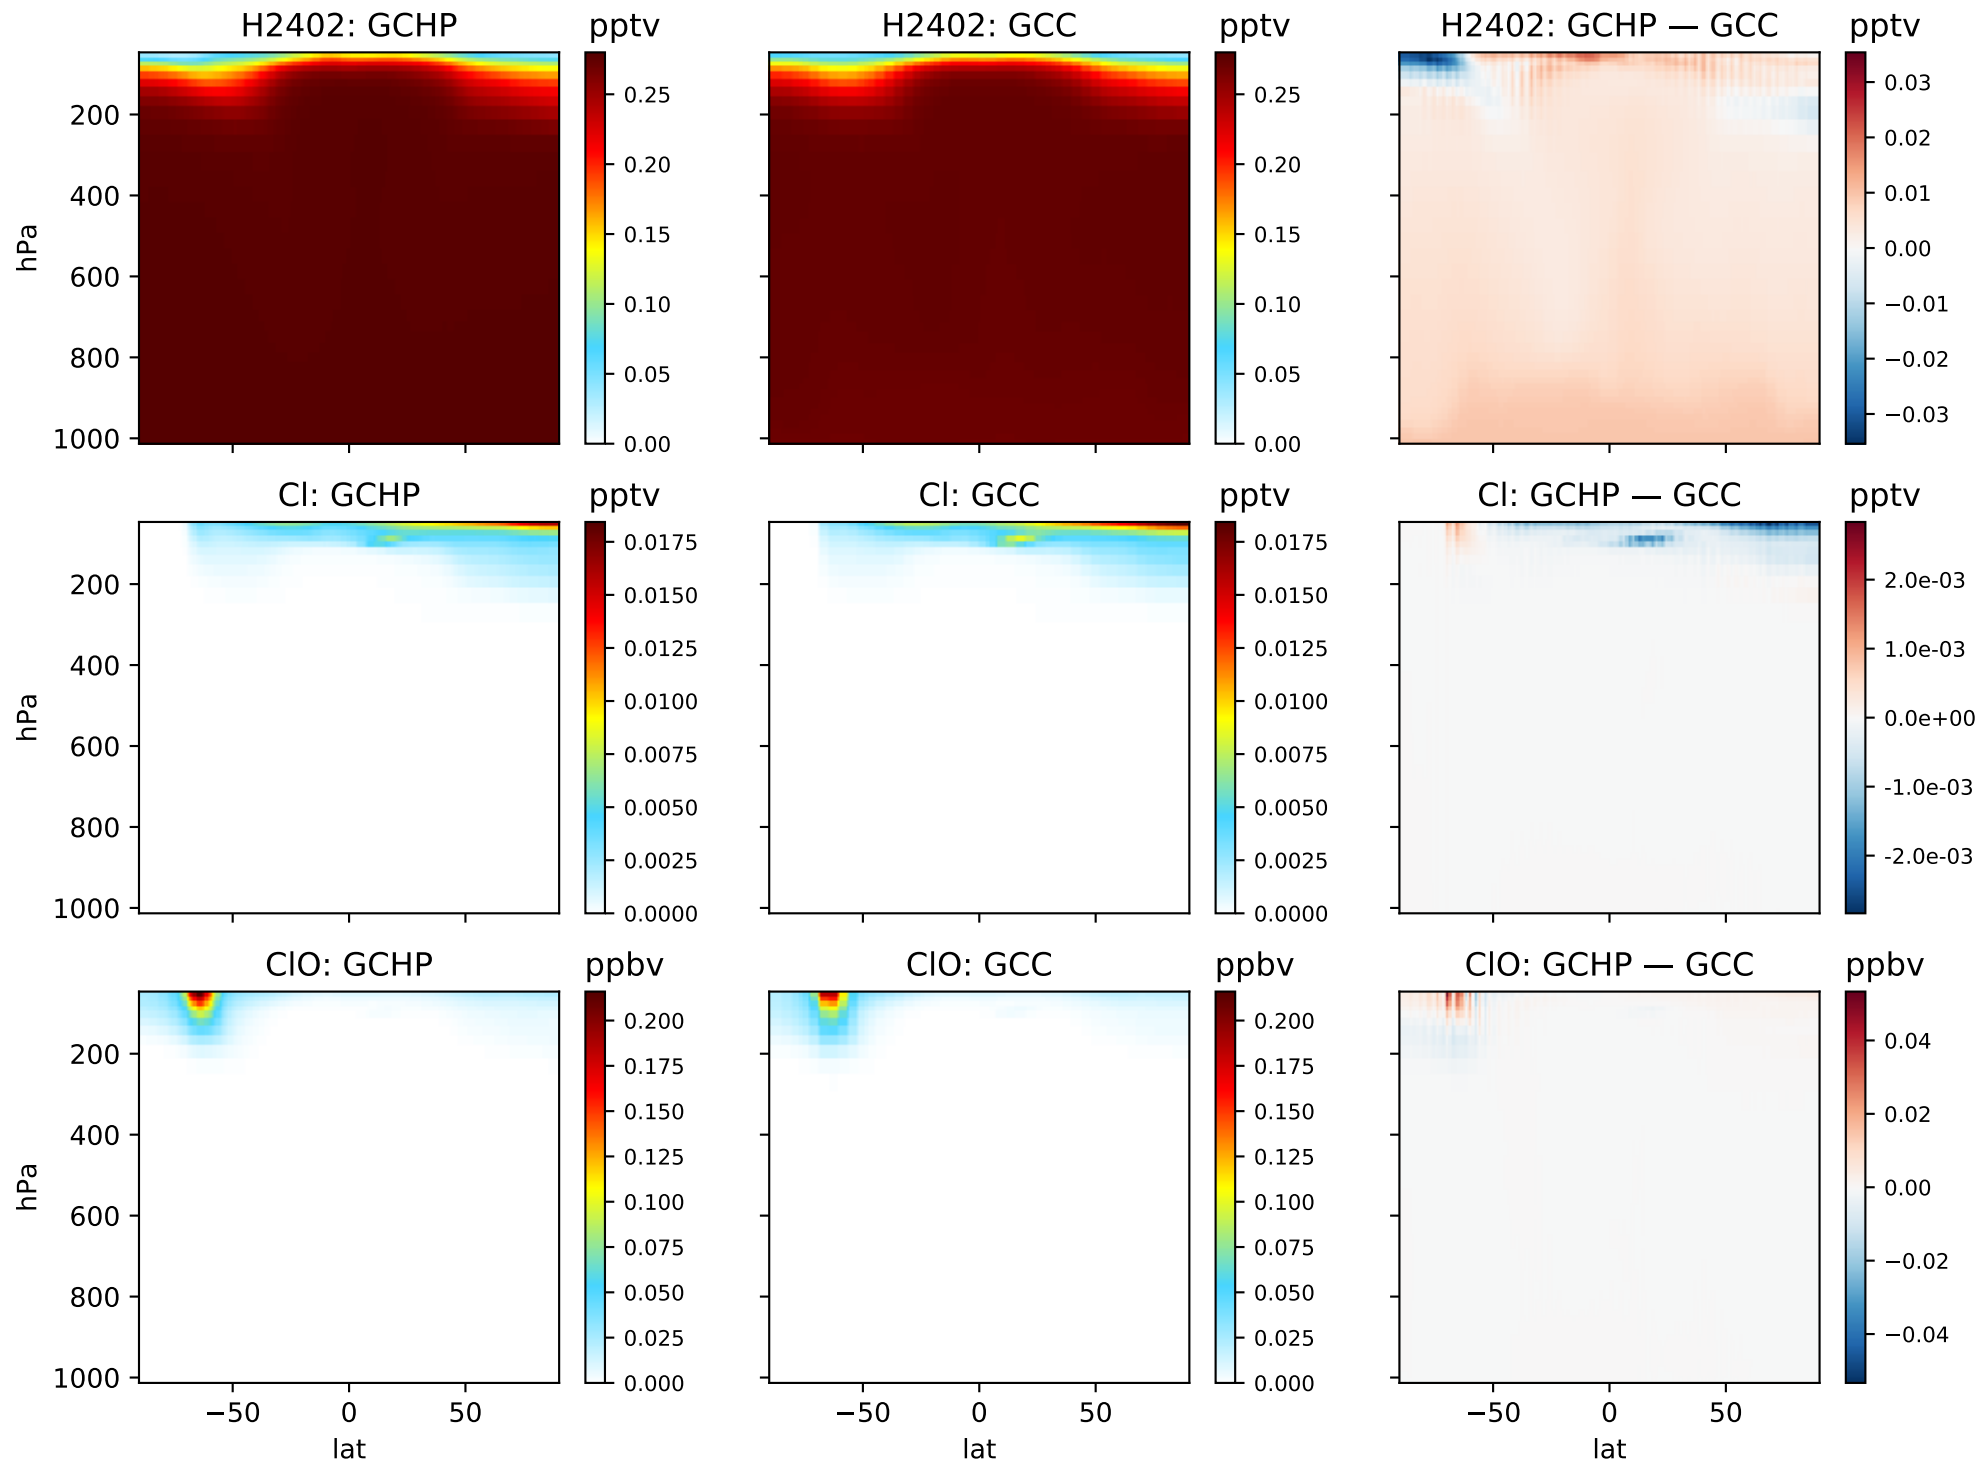 H2402: GCHP pptv H2402: GCC pptv H2402: GCHP — GCC pptv
0.25 0.25 0.03
200 0.20 0.20 0.02
400 0.15 0.15 0.01
hPa 0.00
600 0.10 0.10 −0.01
800 0.05 0.05 −0.02
1000 0.00 0.00 −0.03
Cl: GCHP pptv Cl: GCC pptv Cl: GCHP — GCC pptv
0.0175 0.0175
200 0.0150 0.0150 2.0e-03
0.0125 0.0125
400 0.0100 0.0100 1.0e-03
hPa 0.0075 0.0075 0.0e+00
600 0.0050 0.0050 -1.0e-03
800 0.0025 0.0025 -2.0e-03
1000 0.0000 0.0000
ClO: GCHP ppbv ClO: GCC ppbv ClO: GCHP — GCC ppbv
0.200 0.200 0.04
200 0.175 0.175
0.150 0.150 0.02
400 0.125 0.125
hPa 0.100 0.100 0.00
600 0.075 0.075
800 0.050 0.050 −0.02
0.025 0.025 −0.04
1000 0.000 0.000
−50 0 50 −50 0 50 −50 0 50
lat lat lat